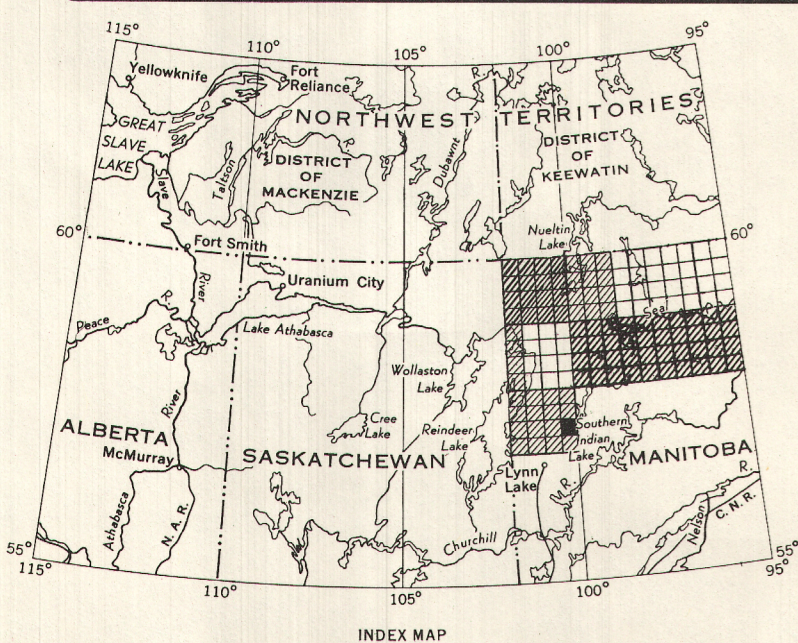 115°
110°
105°
100°
95°
Yellowknife
Fort
Reliance
R.
NORTHWEST TERRITORIES
GREAT
SLAVE
LAKE
Slave
Taltson
R.
DISTRICT
OF
MACKENZIE
Dubawnt
DISTRICT
OF
KEEWATIN
Nueltin
Lake
60°
60°
Fort Smith
River
Uranium City
Seal
R.
Peace
Lake Athabasca
Wollaston
Lake
River
Cree
Lake
Reindeer
Lake
Southern
Indian
Lake
ALBERTA
McMurray
SASKATCHEWAN
MANITOBA
Lynn
Lake
R.
Athabasca
N.A.R.
Churchill
Nelson
C.N.R.
55°
115°
110°
105°
100°
55°
95°
INDEX MAP